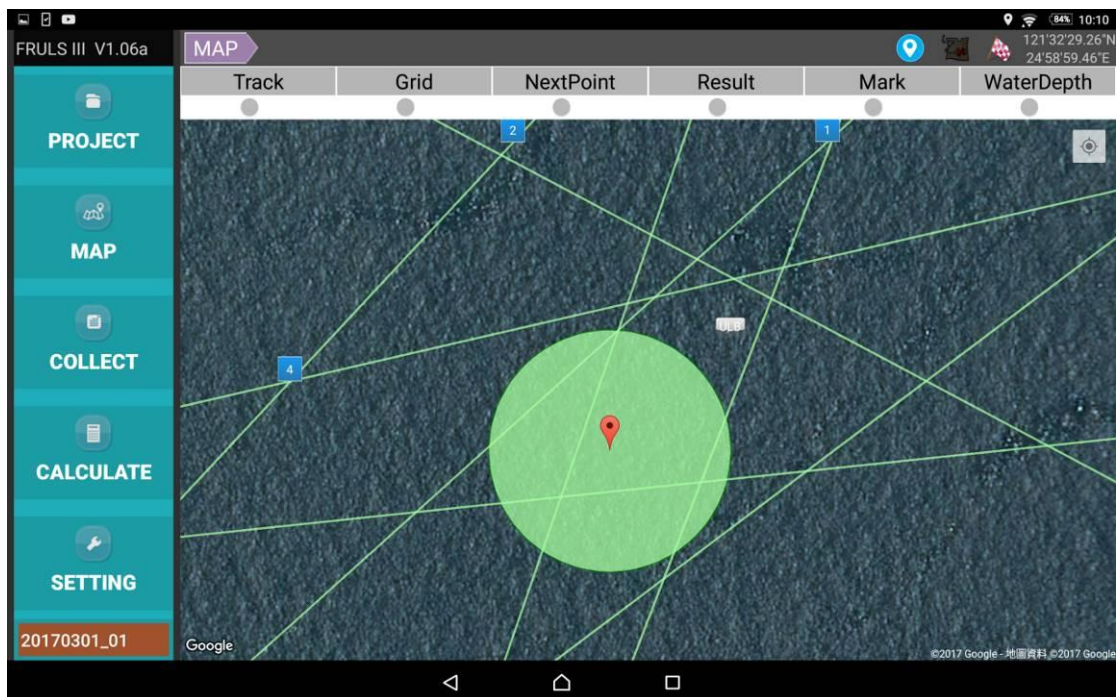 84% 10:10
FRULS III V1.06a
MAP
121°32'29.26"N
24°58'59.46"E
Track Grid NextPoint Result Mark WaterDepth
PROJECT
MAP
COLLECT
CALCULATE
SETTING
20170301_01
2
1
ULB
4
Google
©2017 Google - 地圖資料 ©2017 Google